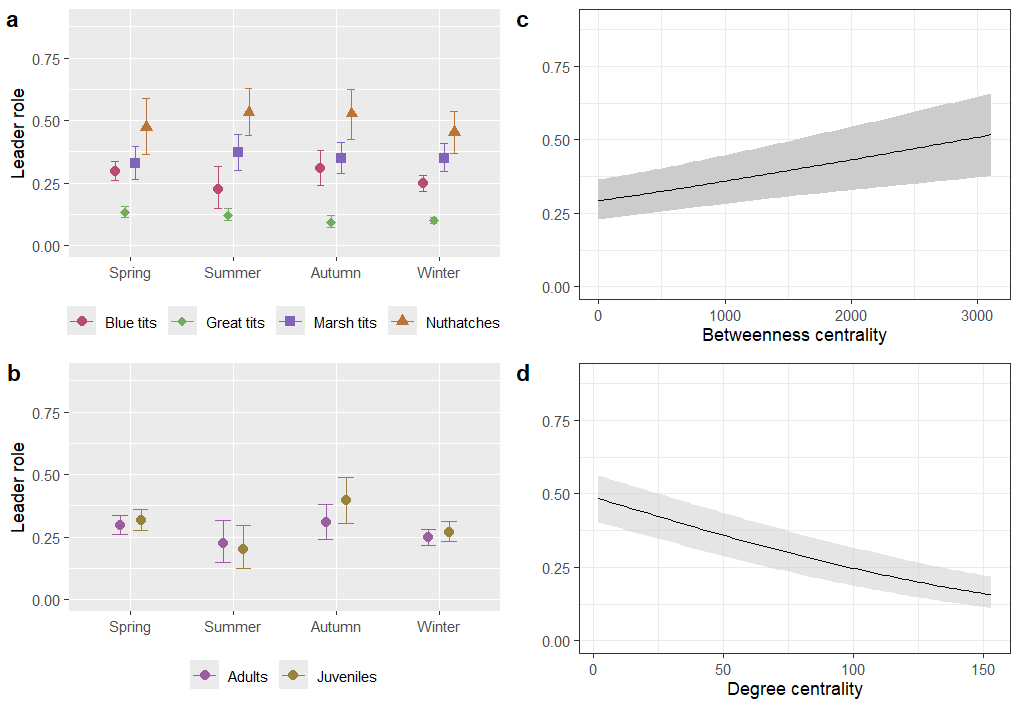 a
Leader role
0.75
0.50
0.25
0.00
Spring Summer Autumn Winter
Blue tits Great tits Marsh tits Nuthatches
b
Leader role
0.75
0.50
0.25
0.00
Spring Summer Autumn Winter
Adults Juveniles
c
0.75
0.50
0.25
0.00
0 1000 2000 3000
Betweenness centrality
d
0.75
0.50
0.25
0.00
0 50 100 150
Degree centrality